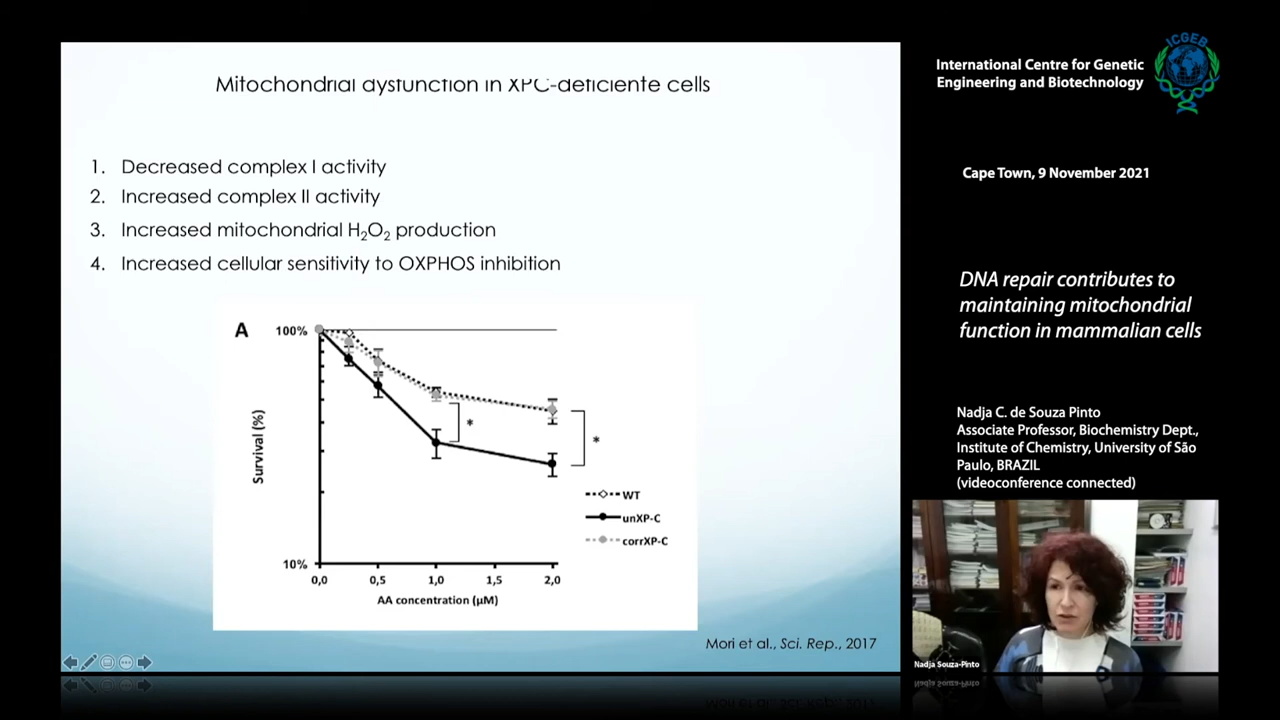 Mitochondrial dysfunction in XPC-deficiente cells
1. Decreased complex I activity
2. Increased complex II activity
3. Increased mitochondrial H₂O₂ production
4. Increased cellular sensitivity to OXPHOS inhibition
A
100%
10%
Survival (%)
*
*
WT
unXP-C
corrXP-C
0,0 0,5 1,0 1,5 2,0
AA concentration (μM)
Mori et al., Sci. Rep., 2017
International Centre for Genetic
Engineering and Biotechnology
ICGEB
Cape Town, 9 November 2021
DNA repair contributes to
maintaining mitochondrial
function in mammalian cells
Nadja C. de Souza Pinto
Associate Professor, Biochemistry Dept.,
Institute of Chemistry, University of São
Paulo, BRAZIL
(videoconference connected)
Nadja Souza-Pinto